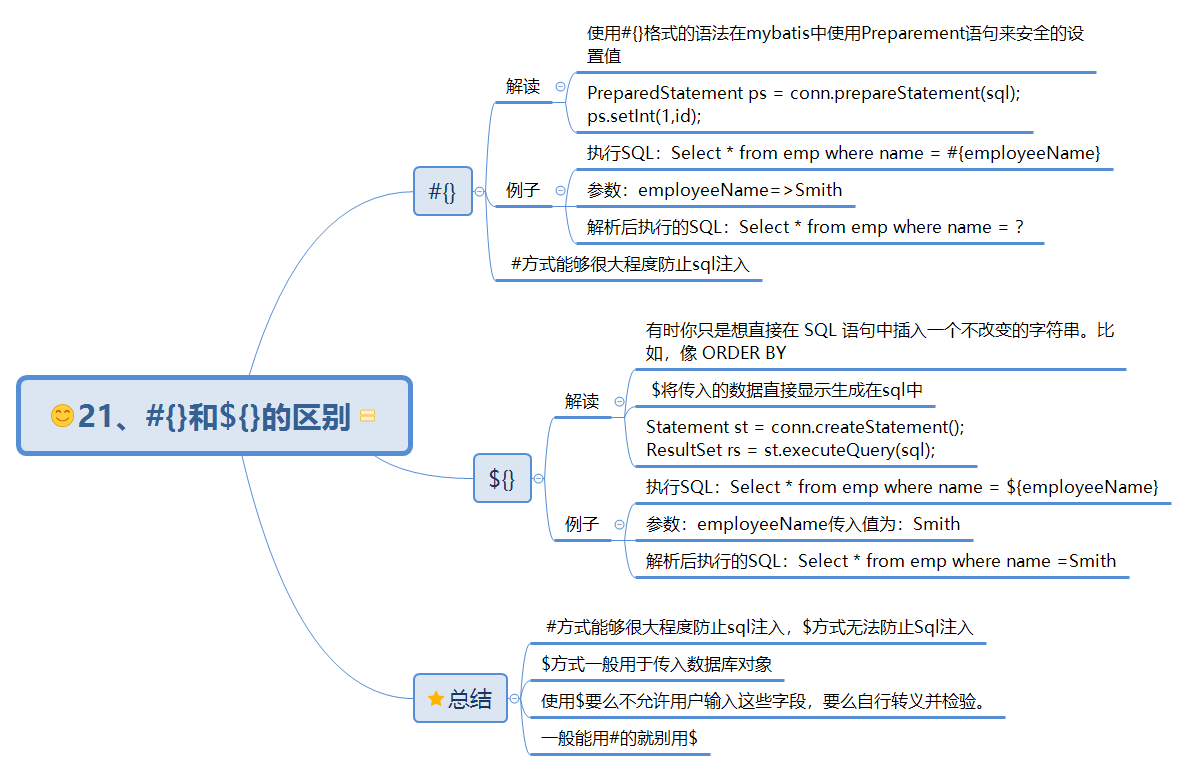 21、#{}和${}的区别
#{}
解读
使用#{}格式的语法在mybatis中使用Preparement语句来安全的设
置值
PreparedStatement ps = conn.prepareStatement(sql);
ps.setInt(1,id);
例子
执行SQL：Select * from emp where name = #{employeeName}
参数：employeeName=>Smith
解析后执行的SQL：Select * from emp where name = ？
#方式能够很大程度防止sql注入
${}
解读
有时你只是想直接在 SQL 语句中插入一个不改变的字符串。比
如，像 ORDER BY
$将传入的数据直接显示生成在sql中
Statement st = conn.createStatement();
ResultSet rs = st.executeQuery(sql);
例子
执行SQL：Select * from emp where name = ${employeeName}
参数：employeeName传入值为：Smith
解析后执行的SQL：Select * from emp where name =Smith
总结
#方式能够很大程度防止sql注入，$方式无法防止Sql注入
$方式一般用于传入数据库对象
使用$要么不允许用户输入这些字段，要么自行转义并检验。
一般能用#的就别用$